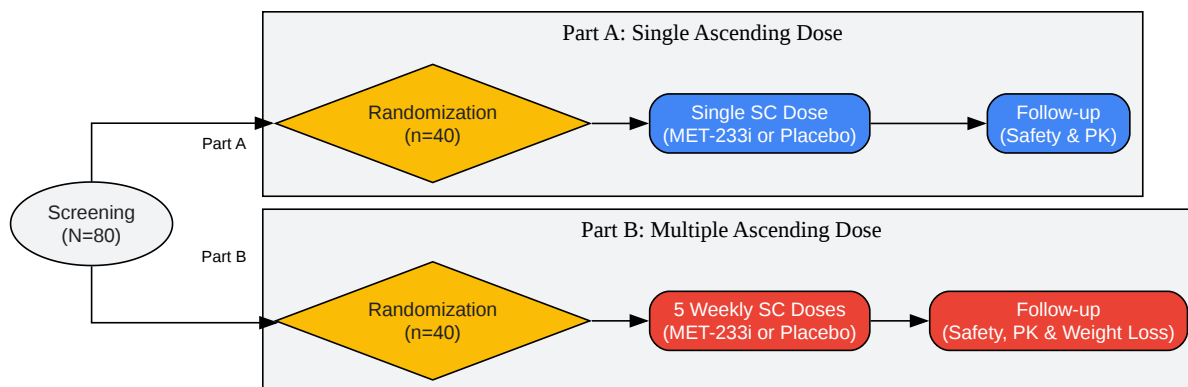 Part A: Single Ascending Dose
Randomization
(n=40)
Single SC Dose
(MET-233i or Placebo)
Follow-up
(Safety & PK)
Part A
Screening
(N=80)
Part B
Part B: Multiple Ascending Dose
Randomization
(n=40)
5 Weekly SC Doses
(MET-233i or Placebo)
Follow-up
(Safety, PK & Weight Loss)